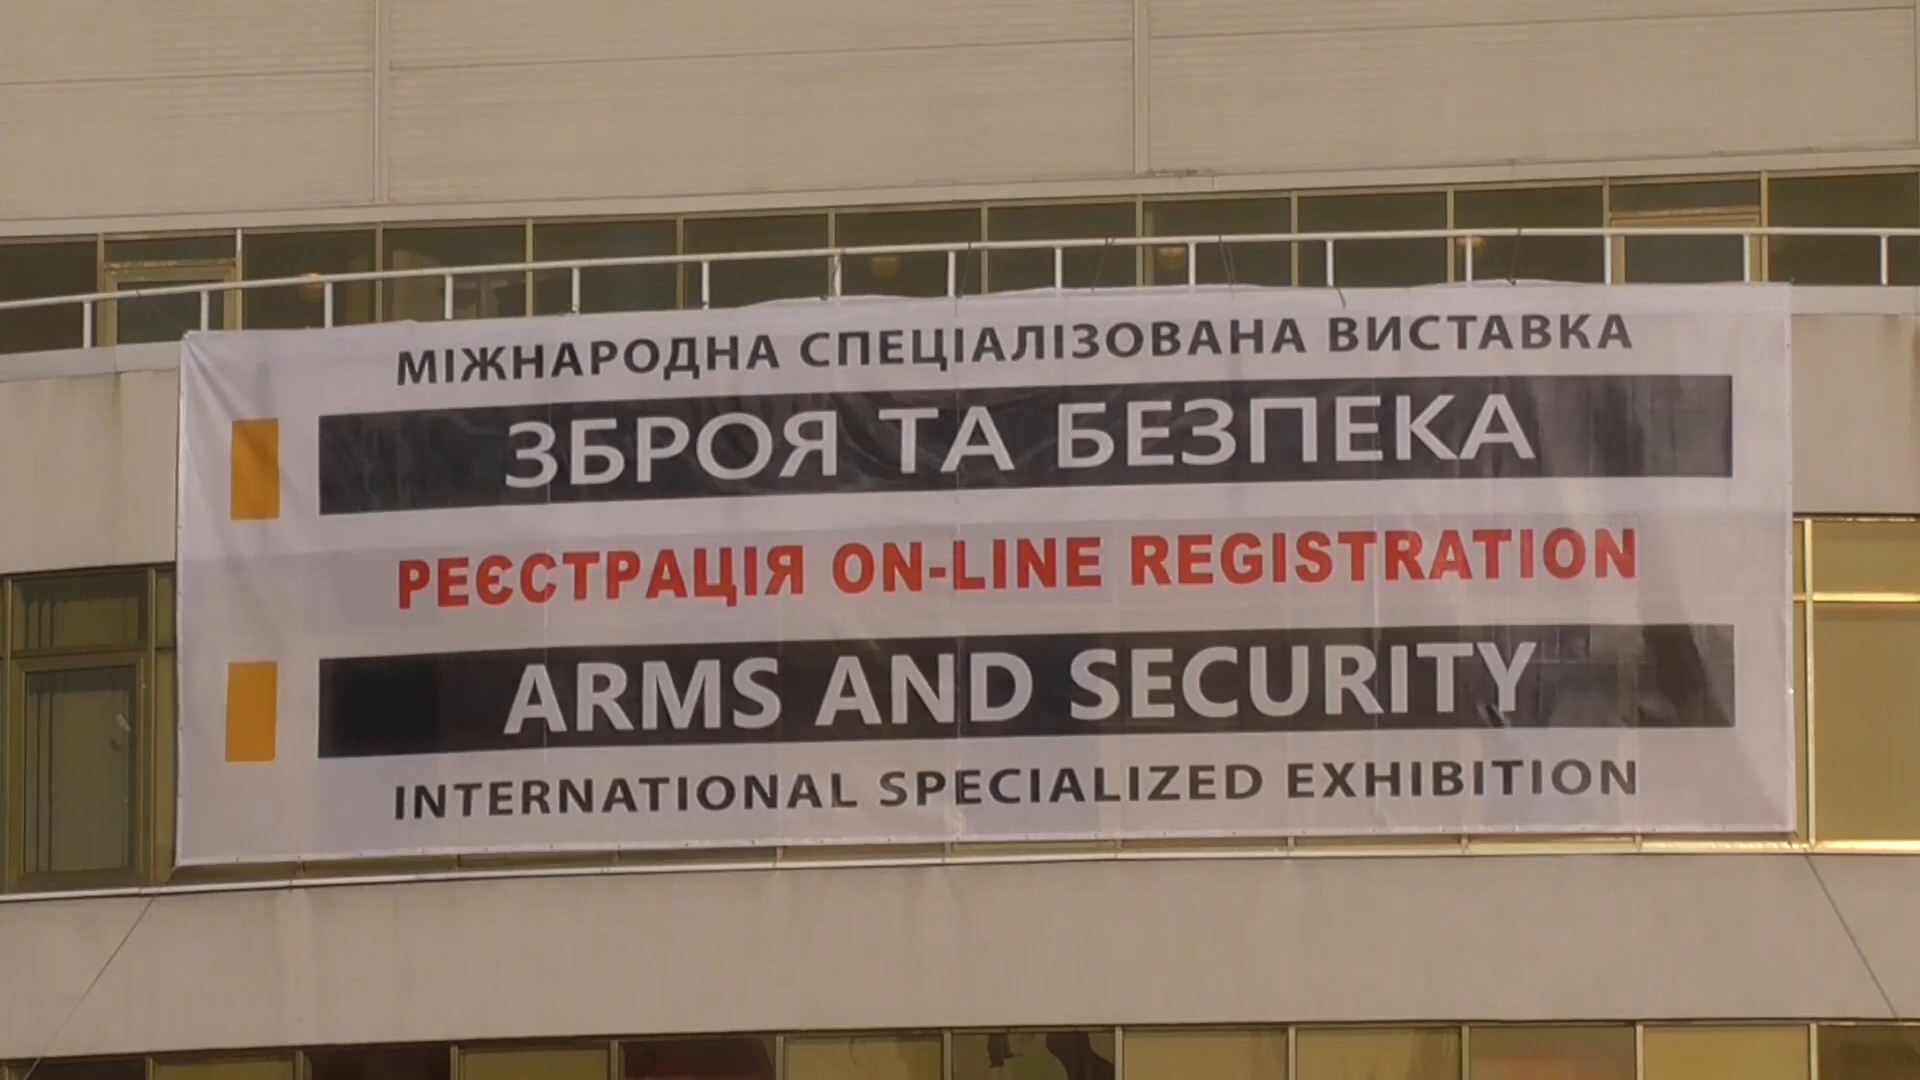 МІЖНАРОДНА СПЕЦІАЛІЗОВАНА ВИСТАВКА
ЗБРОЯ ТА БЕЗПЕКА
РЕЄСТРАЦІЯ ON-LINE REGISTRATION
ARMS AND SECURITY
INTERNATIONAL SPECIALIZED EXHIBITION